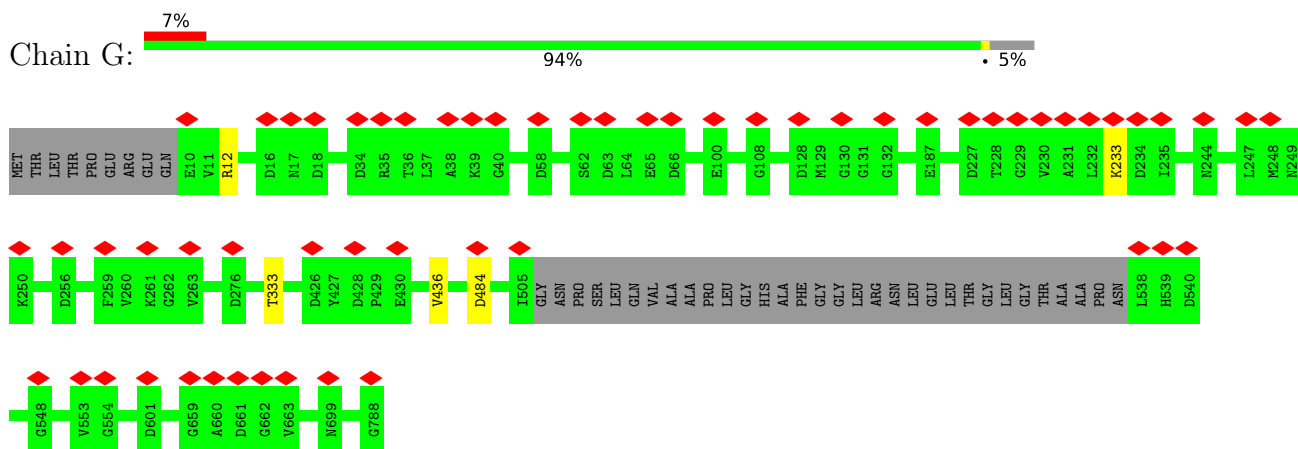 7%
Chain G:
94% • 5%
MET THR LEU THR PRO GLU ARG GLU GLN E10 V11 R12 D16 N17 D18 D34 R35 T36 L37 A38 K39 G40 D58 S62 D63 L64 E65 D66 E100 G108 D128 M129 G130 G131 G132 E187 D227 T228 G229 V230 A231 L232 K233 D234 I235 N244 L247 M248 N249
K250 D256 F259 V260 K261 G262 V263 D276 T333 D426 Y427 D428 P429 E430 V436 D484 I505 GLY ASN PRO SER LEU GLN VAL ALA ALA PRO LEU GLY HIS ALA PHE GLY GLY LEU ARG ASN LEU GLU LEU THR GLY LEU GLY THR ALA ALA PRO ASN L538 H539 D540
G548 V553 G554 D601 G659 A660 D661 G662 V663 N699 G788